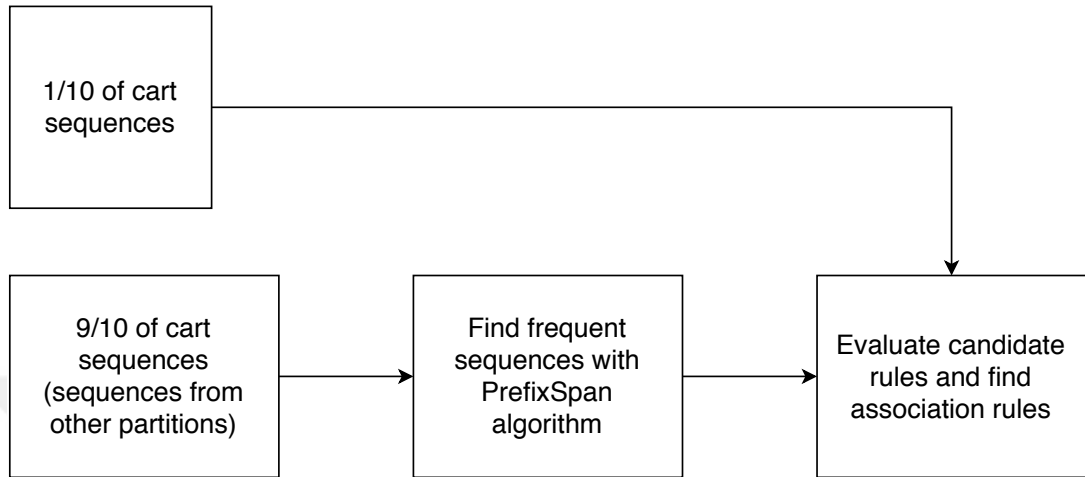 1/10 of cart
sequences
9/10 of cart
sequences
(sequences from
other partitions)
Find frequent
sequences with
PrefixSpan
algorithm
Evaluate candidate
rules and find
association rules